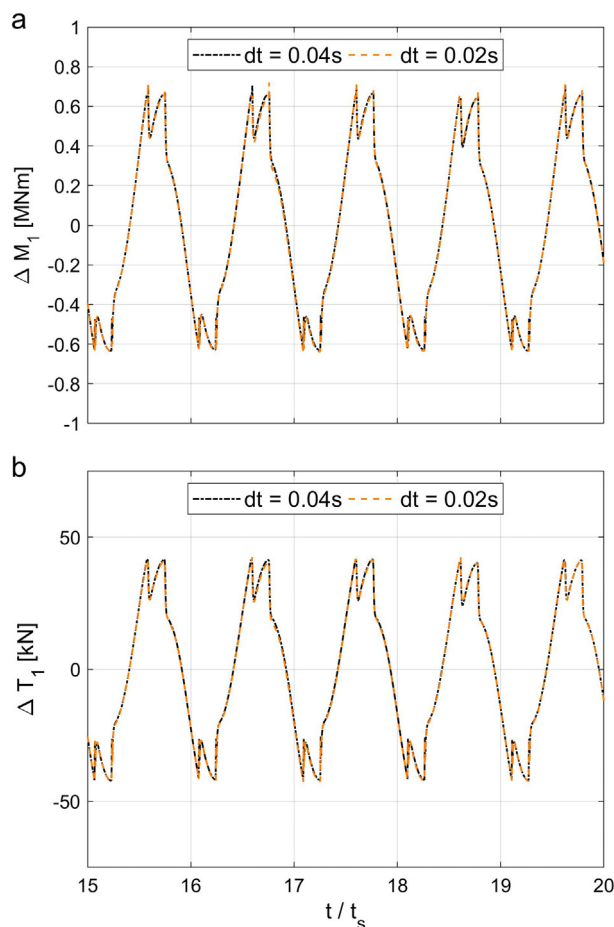 a
1
0.8
0.6
0.4
0.2
0
-0.2
-0.4
-0.6
-0.8
-1
Δ M1 [MNm]
dt = 0.04s dt = 0.02s
b
50
0
-50
Δ T1 [kN]
dt = 0.04s dt = 0.02s
15 16 17 18 19 20
t / ts